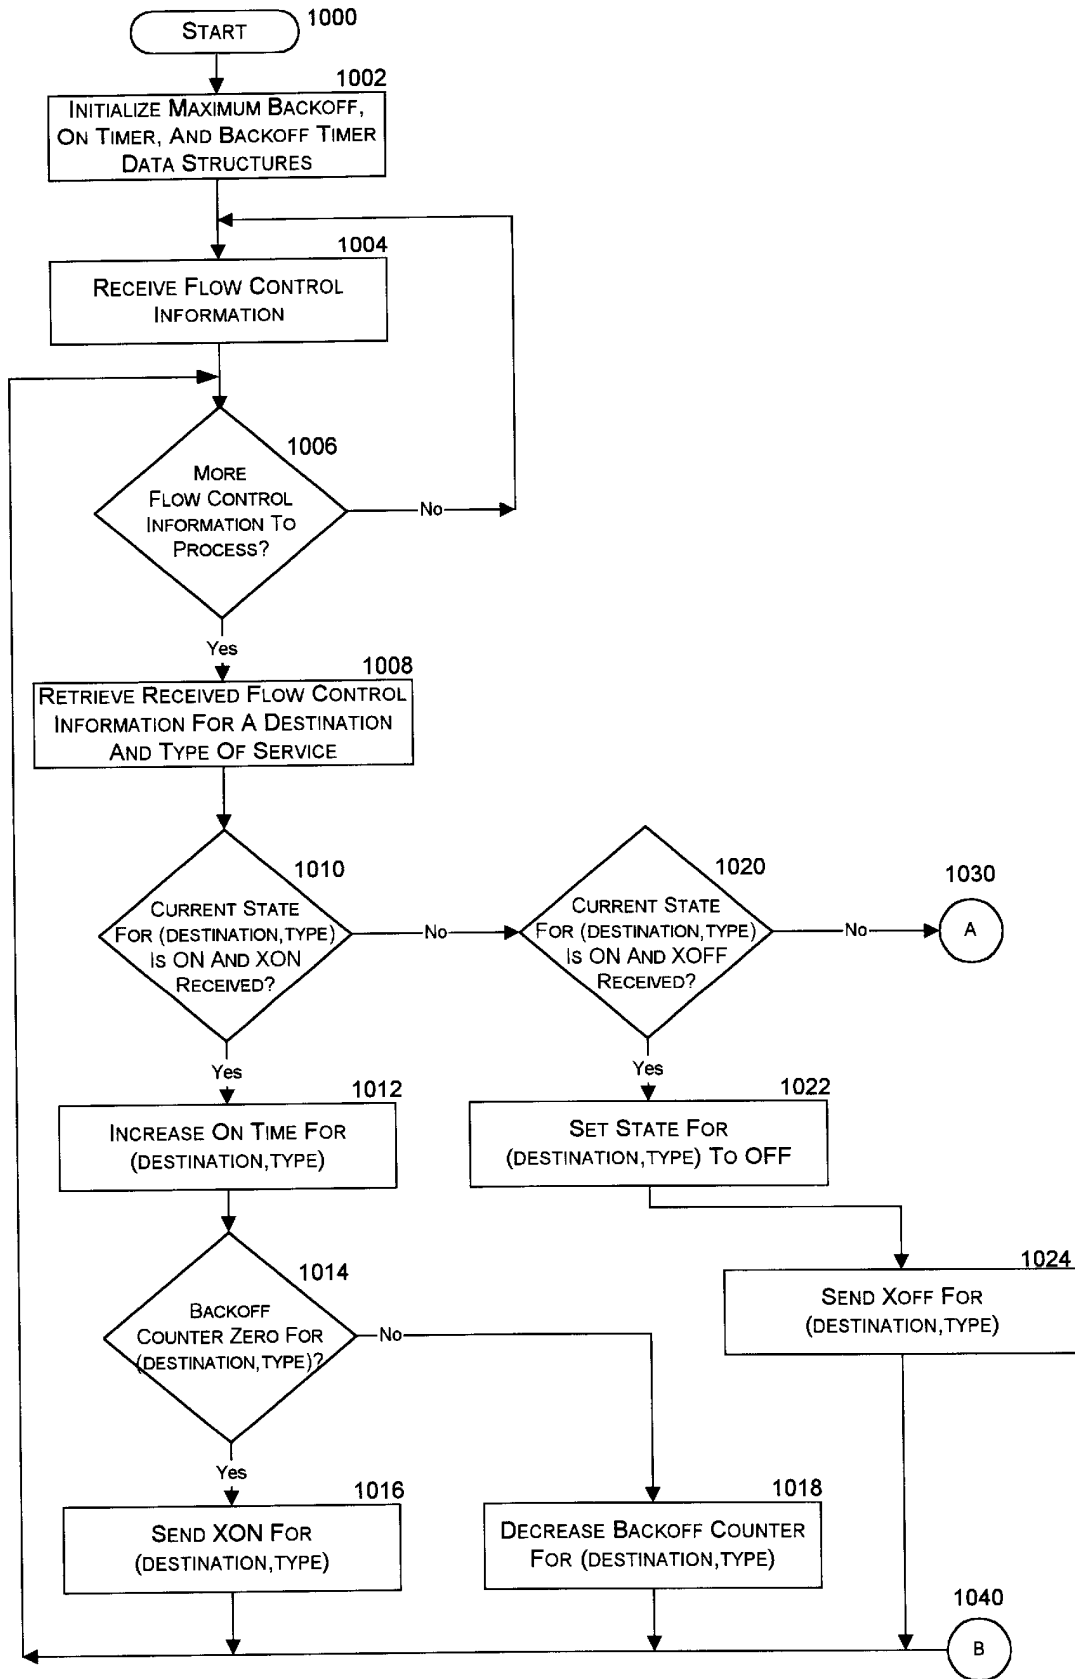 START
1000
1002
INITIALIZE MAXIMUM BACKOFF,
ON TIMER, AND BACKOFF TIMER
DATA STRUCTURES
1004
RECEIVE FLOW CONTROL
INFORMATION
1006
MORE
FLOW CONTROL
INFORMATION TO
PROCESS?
No
Yes
1008
RETRIEVE RECEIVED FLOW CONTROL
INFORMATION FOR A DESTINATION
AND TYPE OF SERVICE
1010
CURRENT STATE
FOR (DESTINATION,TYPE)
IS ON AND XON
RECEIVED?
No
1020
CURRENT STATE
FOR (DESTINATION,TYPE)
IS ON AND XOFF
RECEIVED?
No
1030
A
Yes
1012
INCREASE ON TIME FOR
(DESTINATION,TYPE)
Yes
1022
SET STATE FOR
(DESTINATION,TYPE) TO OFF
1024
SEND XOFF FOR
(DESTINATION,TYPE)
1014
BACKOFF
COUNTER ZERO FOR
(DESTINATION,TYPE)?
No
Yes
1016
SEND XON FOR
(DESTINATION,TYPE)
1018
DECREASE BACKOFF COUNTER
FOR (DESTINATION,TYPE)
1040
B